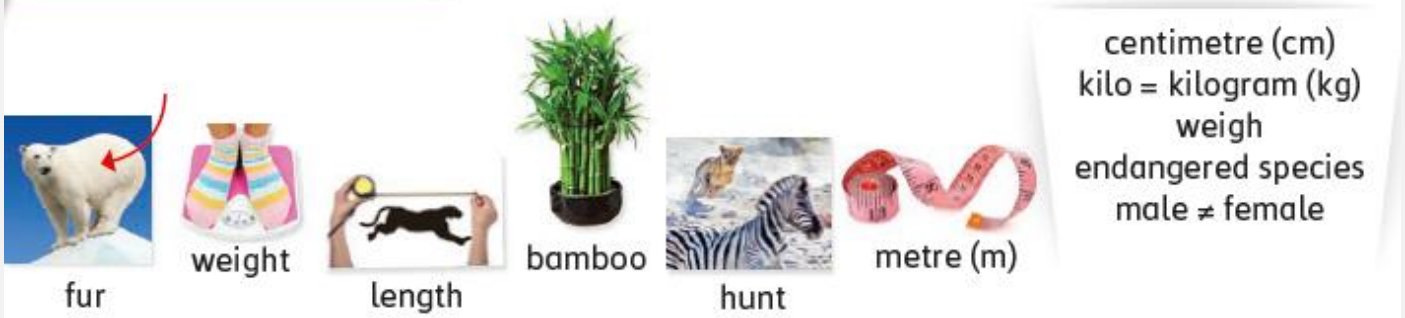 fur
weight
length
bamboo
hunt
metre (m)
centimetre (cm)
kilo = kilogram (kg)
weigh
endangered species
male ≠ female